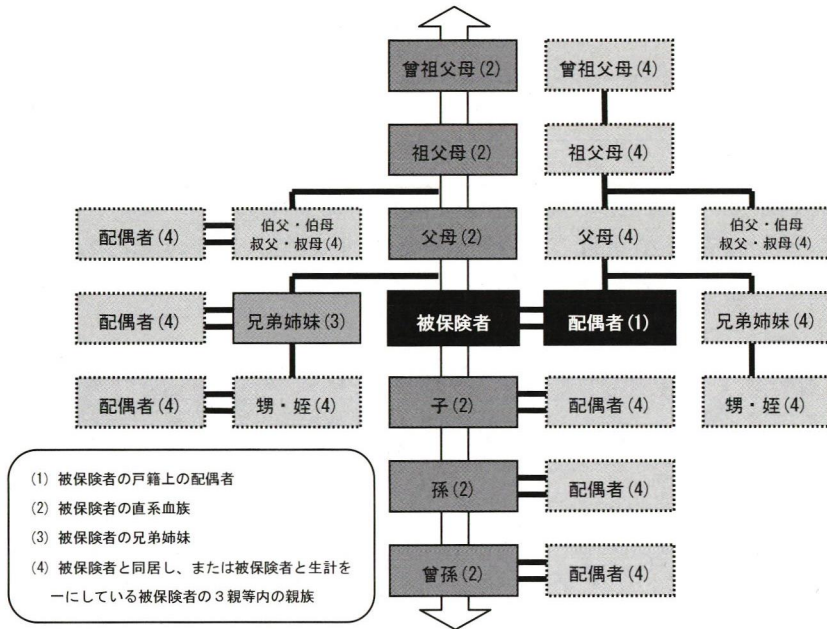 曾祖父母(2)
曾祖父母(4)
祖父母(2)
祖父母(4)
配偶者(4)
伯父・伯母
叔父・叔母(4)
父母(2)
父母(4)
伯父・伯母
叔父・叔母(4)
配偶者(4)
兄弟姉妹(3)
被保険者
配偶者(1)
兄弟姉妹(4)
配偶者(4)
甥・姪(4)
子(2)
配偶者(4)
甥・姪(4)
孫(2)
配偶者(4)
曾孫(2)
配偶者(4)
(1) 被保険者の戸籍上の配偶者
(2) 被保険者の直系血族
(3) 被保険者の兄弟姉妹
(4) 被保険者と同居し、または被保険者と生計を
一にしている被保険者の3親等内の親族